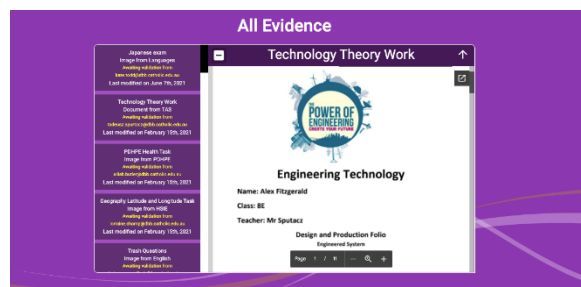 All Evidence
Japanese exam
Image from Languages
Awaiting validation from
Last modified on June 7th, 2021
Technology Theory Work
Document from TAS
Awaiting validation from
Last modified on February 15th, 2021
PDHPE Health Task
Image from PDHPE
Awaiting validation from
Last modified on February 15th, 2021
Geography Latitude and Longitude Task
Image from HSIE
Awaiting validation from
Last modified on February 15th, 2021
Trash Questions
Image from English
Awaiting validation from
Technology Theory Work
THE
POWER OF
ENGINEERING
CREATE YOUR FUTURE
Engineering Technology
Name: Alex Fitzgerald
Class: BE
Teacher: Mr Sputacz
Design and Production Folio
Engineered System
Page 1 / 11